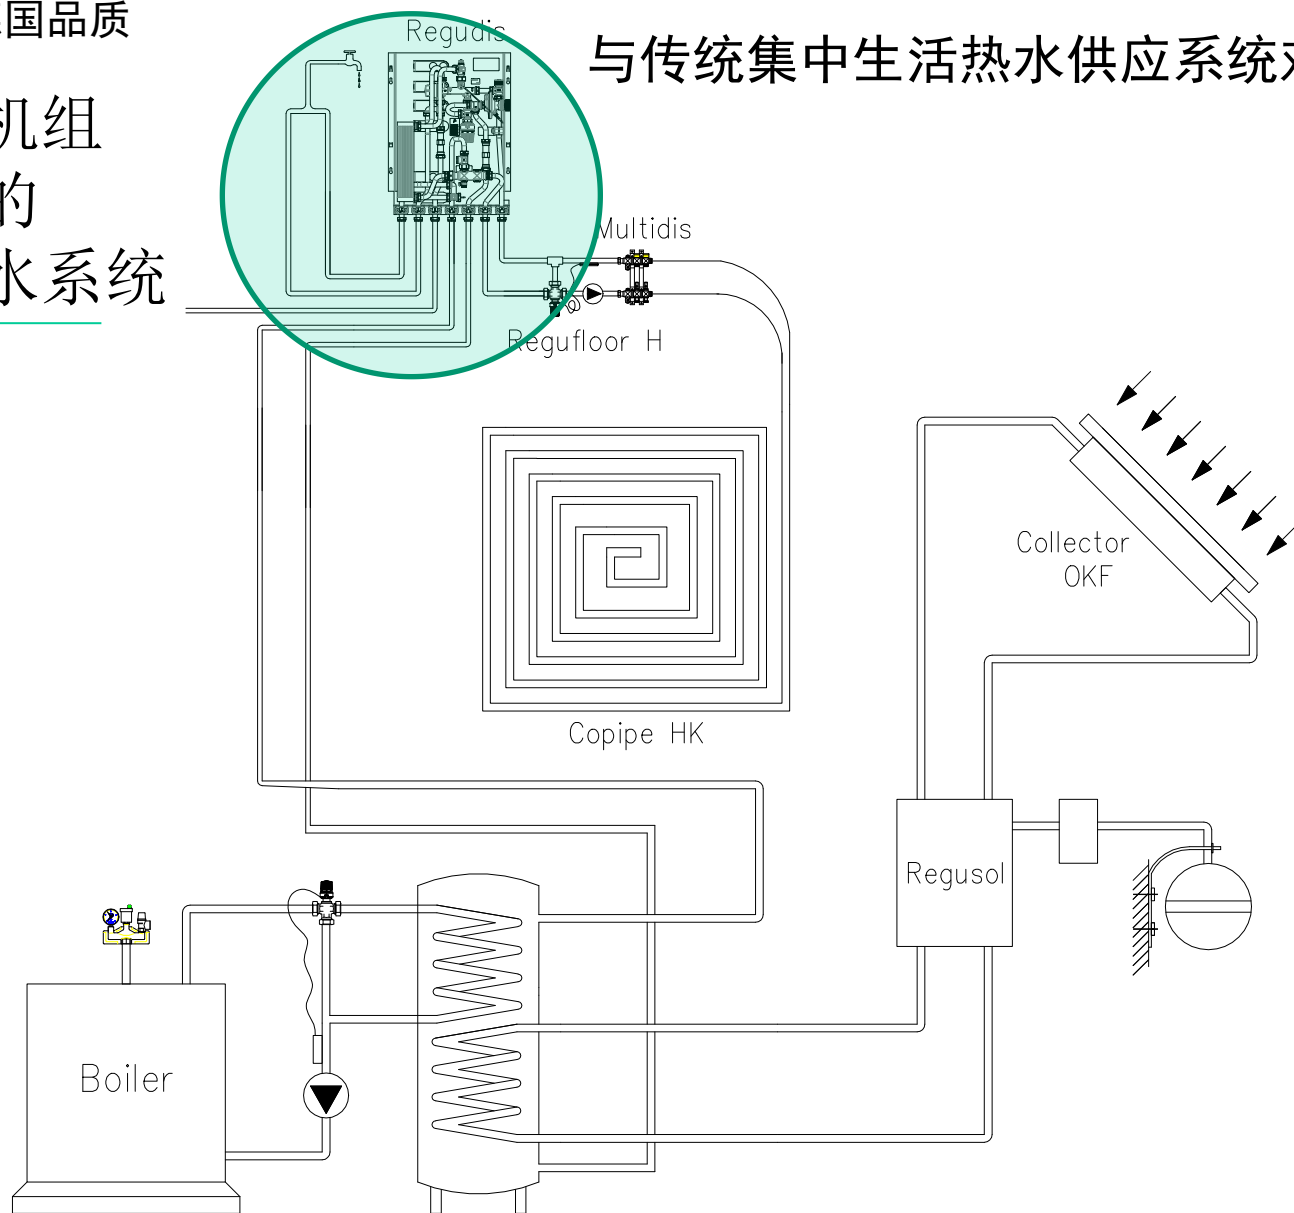 国品质
Regudis
与传统集中生活热水供应系统
机组
的
水系统
Multidis
Regufloor H
Collector
OKF
Copipe HK
Regusol
Boiler